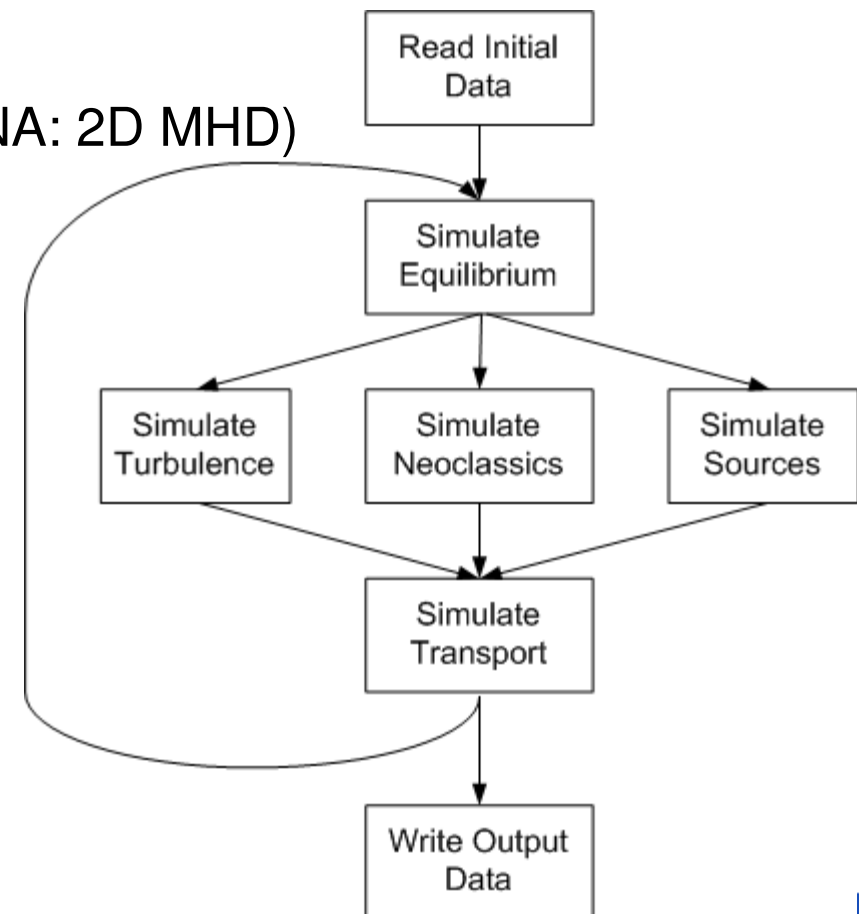 Read Initial
Data
NA: 2D MHD)
Simulate
Equilibrium
Simulate
Turbulence
Simulate
Neoclassics
Simulate
Sources
Simulate
Transport
Write Output
Data